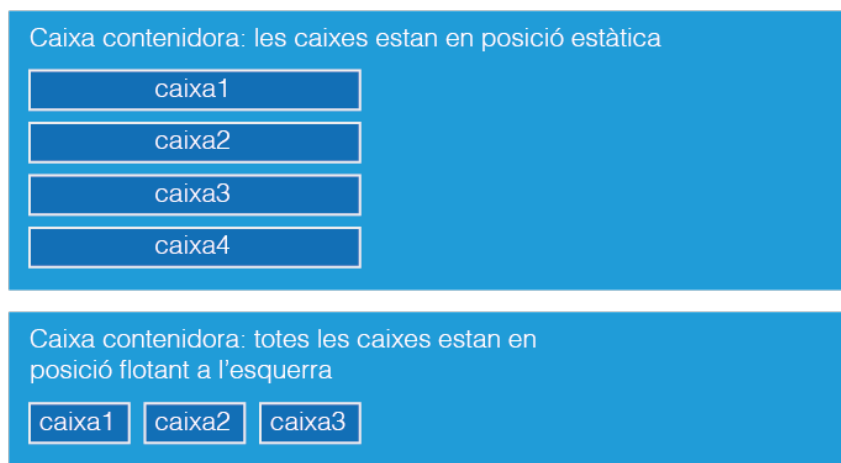 Caixa contenidora: les caixes estan en posició estàtica
caixa1
caixa2
caixa3
caixa4
Caixa contenidora: totes les caixes estan en
posició flotant a l'esquerra
caixa1 caixa2 caixa3